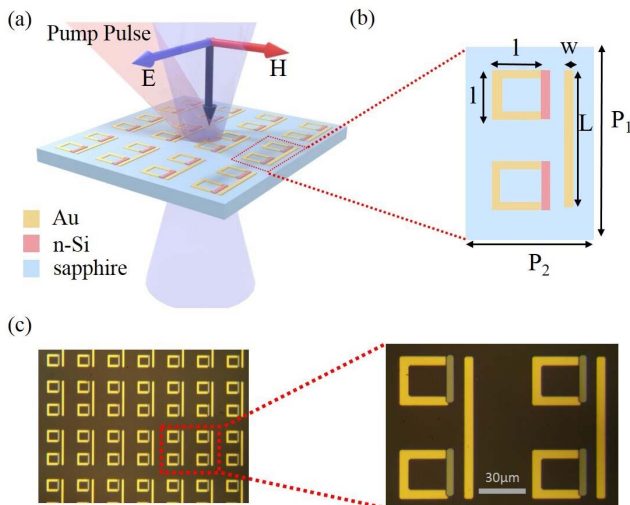 (a)
Pump Pulse
E
H
Au
n-Si
sapphire
(b)
l
w
l
L
P1
P2
(c)
30μm